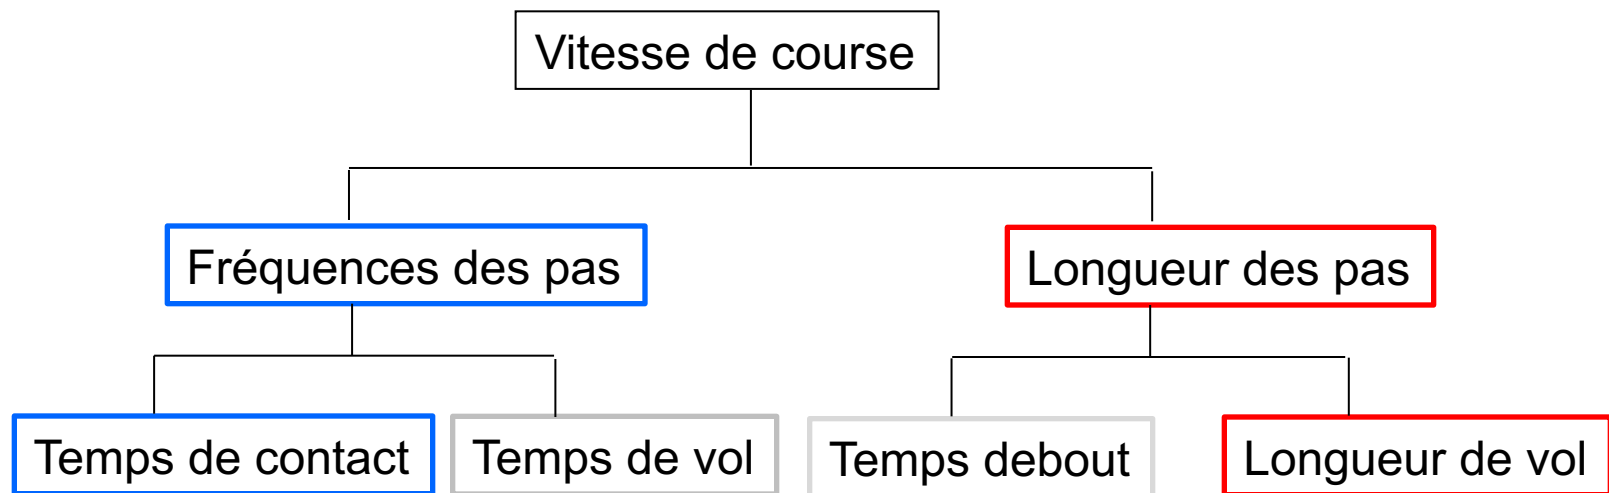 Vitesse de course
Fréquences des pas
Longueur des pas
Temps de contact
Temps de vol
Temps debout
Longueur de vol